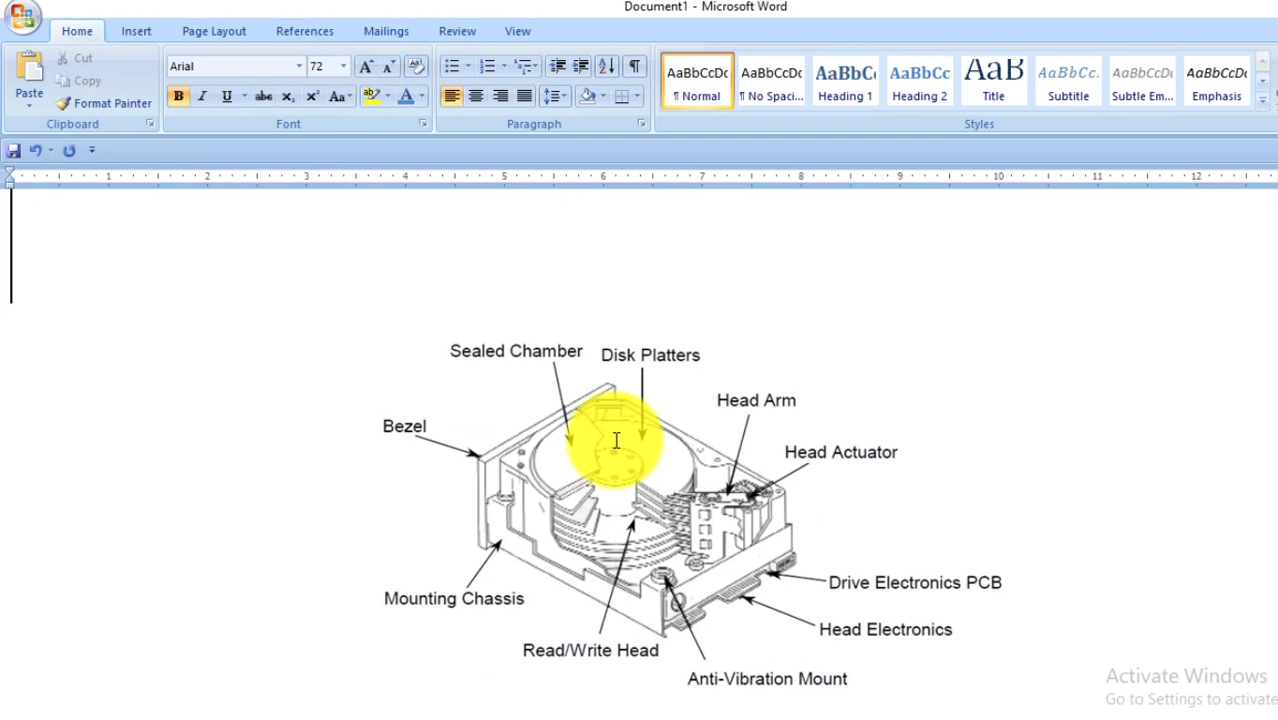 Document1 - Microsoft Word
Home Insert Page Layout References Mailings Review View
Paste
Cut
Copy
Format Painter
Clipboard
Arial 72
Font
Paragraph
AaBbCcDc AaBbCcDc AaBbC AaBbCc AaB AaBbCc. AaBbCcDc AaBbCcDc
¶ Normal ¶ No Spaci... Heading 1 Heading 2 Title Subtitle Subtle Em... Emphasis
Styles
1 2 3 4 5 6 7 8 9 10 11 12
Sealed Chamber
Disk Platters
Head Arm
Bezel
Head Actuator
Drive Electronics PCB
Mounting Chassis
Head Electronics
Read/Write Head
Anti-Vibration Mount
Activate Windows
Go to Settings to activate